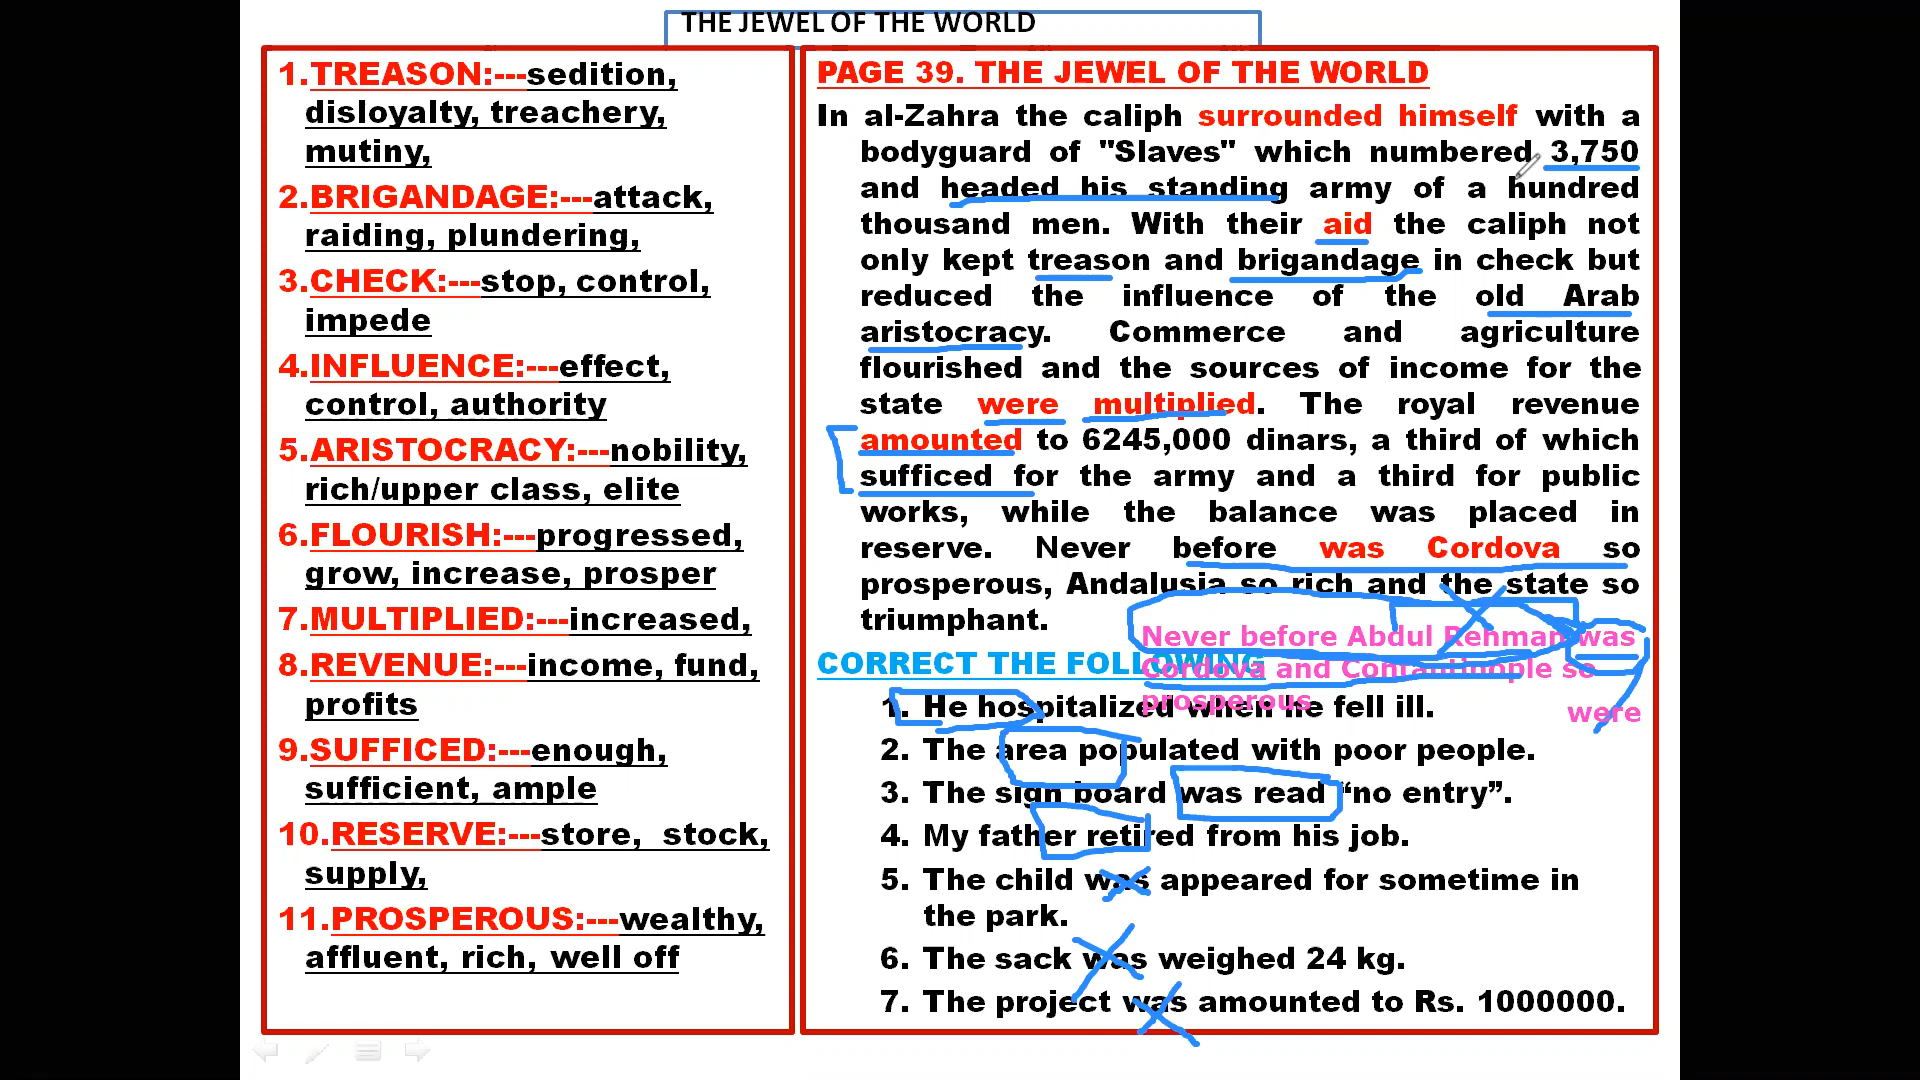 THE JEWEL OF THE WORLD
1.TREASON:---sedition,
disloyalty, treachery,
mutiny,
2.BRIGANDAGE:---attack,
raiding, plundering,
3.CHECK:---stop, control,
impede
4.INFLUENCE:---effect,
control, authority
5.ARISTOCRACY:---nobility,
rich/upper class, elite
6.FLOURISH:---progressed,
grow, increase, prosper
7.MULTIPLIED:---increased,
8.REVENUE:---income, fund,
profits
9.SUFFICED:---enough,
sufficient, ample
10.RESERVE:---store, stock,
supply,
11.PROSPEROUS:---wealthy,
affluent, rich, well off
PAGE 39. THE JEWEL OF THE WORLD
In al-Zahra the caliph surrounded himself with a
bodyguard of "Slaves" which numbered 3,750
and headed his standing army of a hundred
thousand men. With their aid the caliph not
only kept treason and brigandage in check but
reduced the influence of the old Arab
aristocracy. Commerce and agriculture
flourished and the sources of income for the
state were multiplied. The royal revenue
amounted to 6245,000 dinars, a third of which
sufficed for the army and a third for public
works, while the balance was placed in
reserve. Never before was Cordova so
prosperous, Andalusia so rich and the state so
triumphant.
Never before Abdul Rehman was
Cordova and Contantinople so
prosperous
were
CORRECT THE FOLLOWING
1. He hospitalized when he fell ill.
2. The area populated with poor people.
3. The sign board was read “no entry”.
4. My father retired from his job.
5. The child was appeared for sometime in
the park.
6. The sack was weighed 24 kg.
7. The project was amounted to Rs. 1000000.